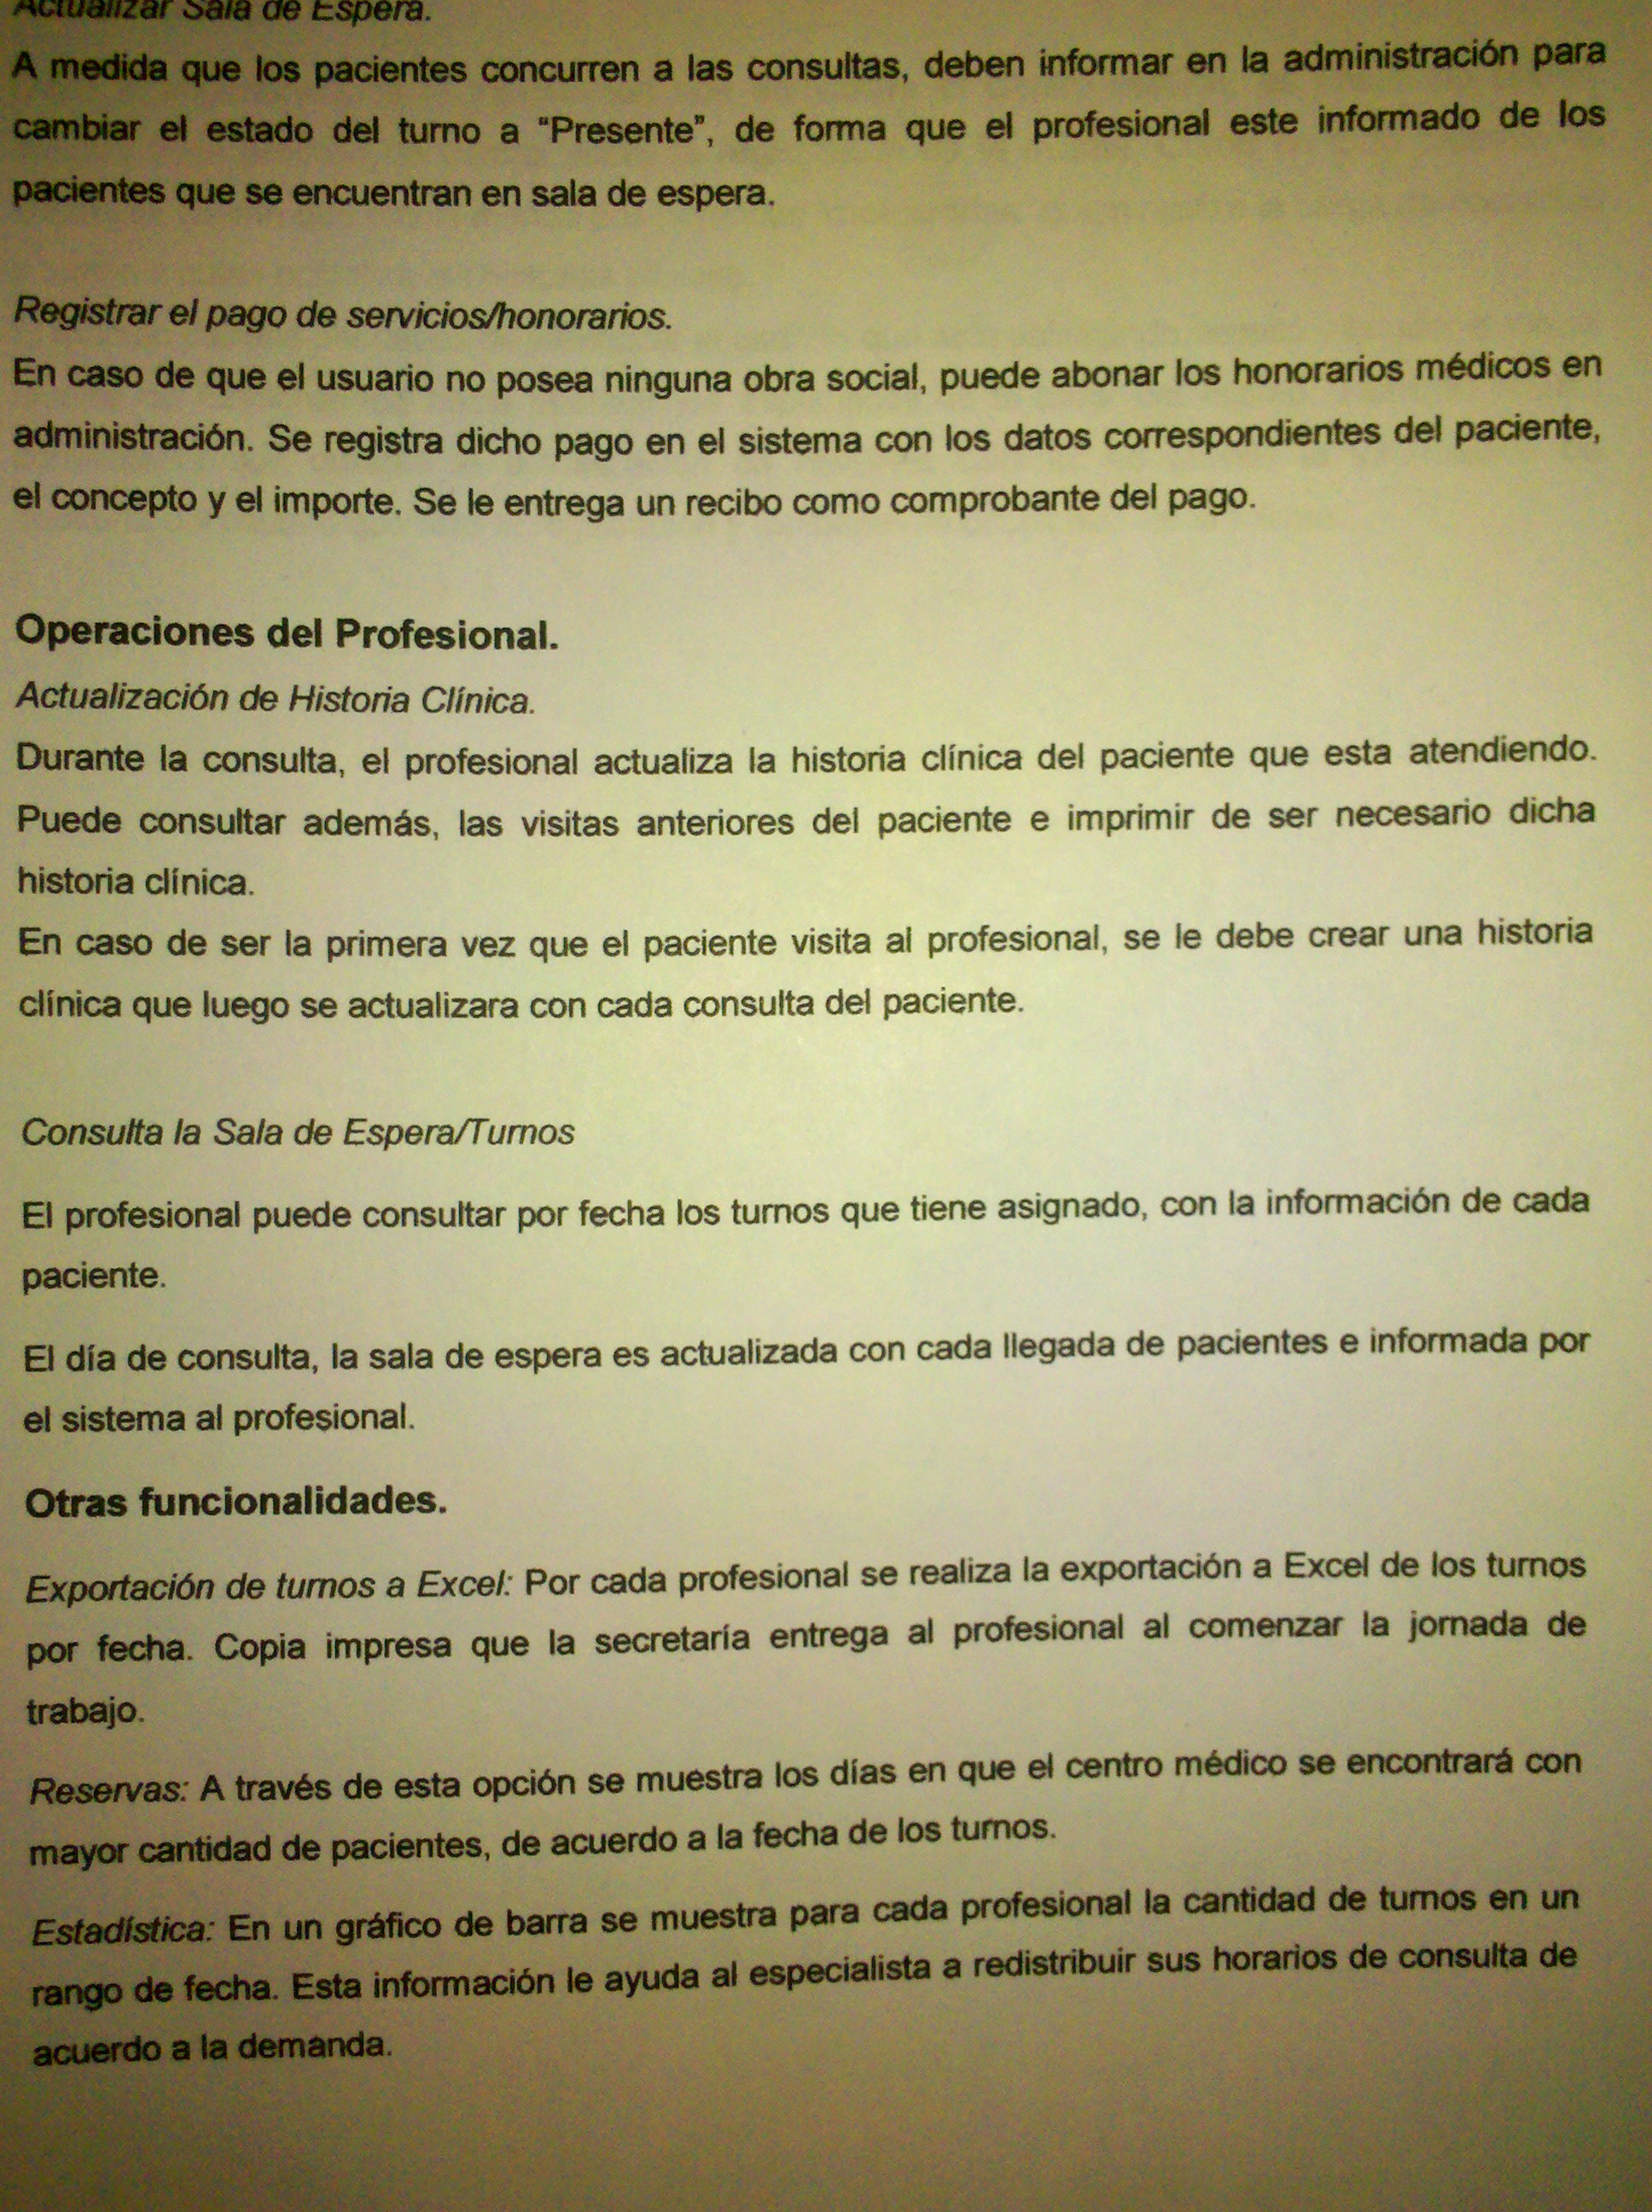 Actualizar Sala de Espera.
A medida que los pacientes concurren a las consultas, deben informar en la administración para
cambiar el estado del turno a “Presente”, de forma que el profesional este informado de los
pacientes que se encuentran en sala de espera.
Registrar el pago de servicios/honorarios.
En caso de que el usuario no posea ninguna obra social, puede abonar los honorarios médicos en
administración. Se registra dicho pago en el sistema con los datos correspondientes del paciente,
el concepto y el importe. Se le entrega un recibo como comprobante del pago.
Operaciones del Profesional.
Actualización de Historia Clínica.
Durante la consulta, el profesional actualiza la historia clínica del paciente que esta atendiendo.
Puede consultar además, las visitas anteriores del paciente e imprimir de ser necesario dicha
historia clínica.
En caso de ser la primera vez que el paciente visita al profesional, se le debe crear una historia
clínica que luego se actualizara con cada consulta del paciente.
Consulta la Sala de Espera/Turnos
El profesional puede consultar por fecha los turnos que tiene asignado, con la información de cada
paciente.
El día de consulta, la sala de espera es actualizada con cada llegada de pacientes e informada por
el sistema al profesional.
Otras funcionalidades.
Exportación de turnos a Excel: Por cada profesional se realiza la exportación a Excel de los turnos
por fecha. Copia impresa que la secretaría entrega al profesional al comenzar la jornada de
trabajo.
Reservas: A través de esta opción se muestra los días en que el centro médico se encontrará con
mayor cantidad de pacientes, de acuerdo a la fecha de los turnos.
Estadística: En un gráfico de barra se muestra para cada profesional la cantidad de turnos en un
rango de fecha. Esta información le ayuda al especialista a redistribuir sus horarios de consulta de
acuerdo a la demanda.